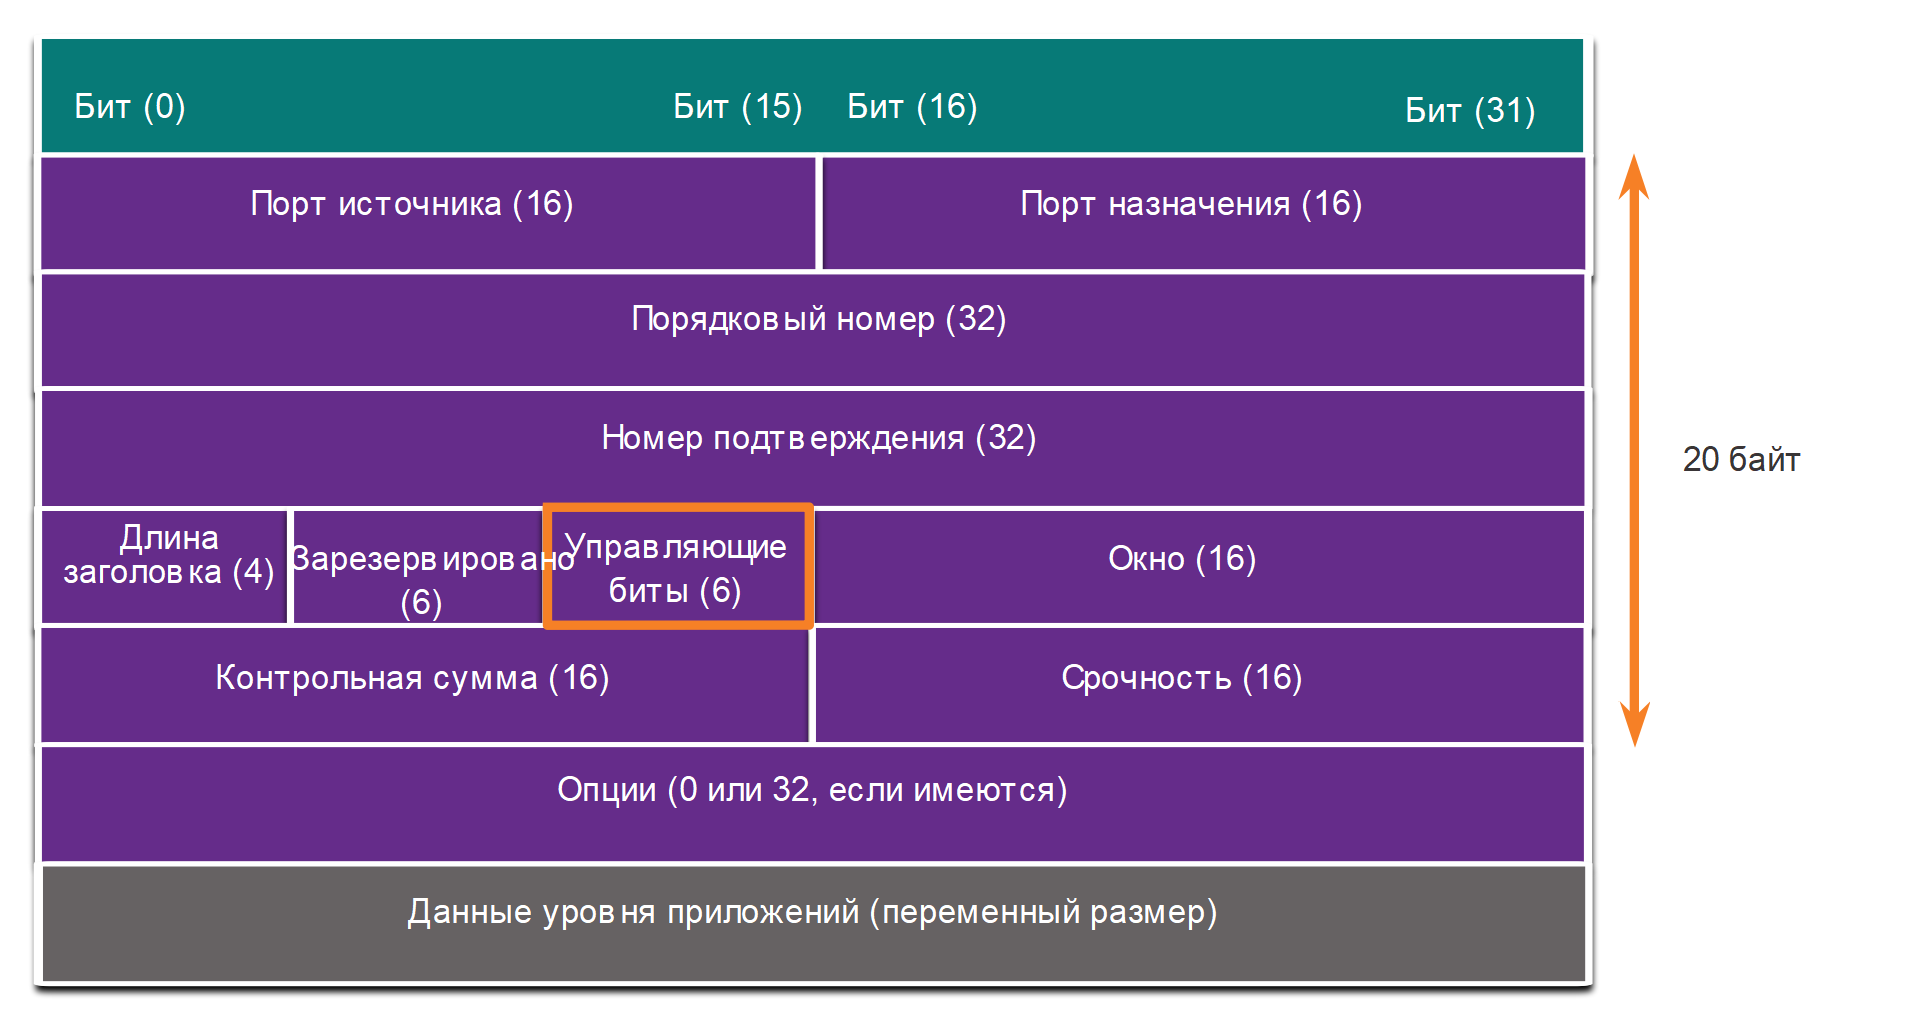 Бит (0) Бит (15) Бит (16) Бит (31)
Порт источника (16) Порт назначения (16)
Порядковый номер (32)
Номер подтверждения (32)
20 байт
Длина
заголовка (4)
Зарезервировано
(6)
Управляющие
биты (6)
Окно (16)
Контрольная сумма (16) Срочность (16)
Опции (0 или 32, если имеются)
Данные уровня приложений (переменный размер)